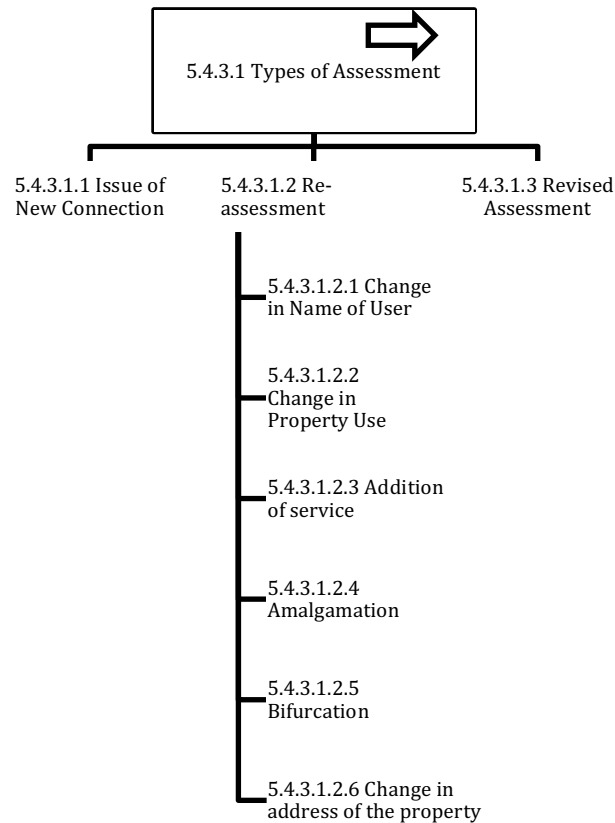 5.4.3.1 Types of Assessment
5.4.3.1.1 Issue of
New Connection
5.4.3.1.2 Re-
assessment
5.4.3.1.3 Revised
Assessment
5.4.3.1.2.1 Change
in Name of User
5.4.3.1.2.2
Change in
Property Use
5.4.3.1.2.3 Addition
of service
5.4.3.1.2.4
Amalgamation
5.4.3.1.2.5
Bifurcation
5.4.3.1.2.6 Change in
address of the property